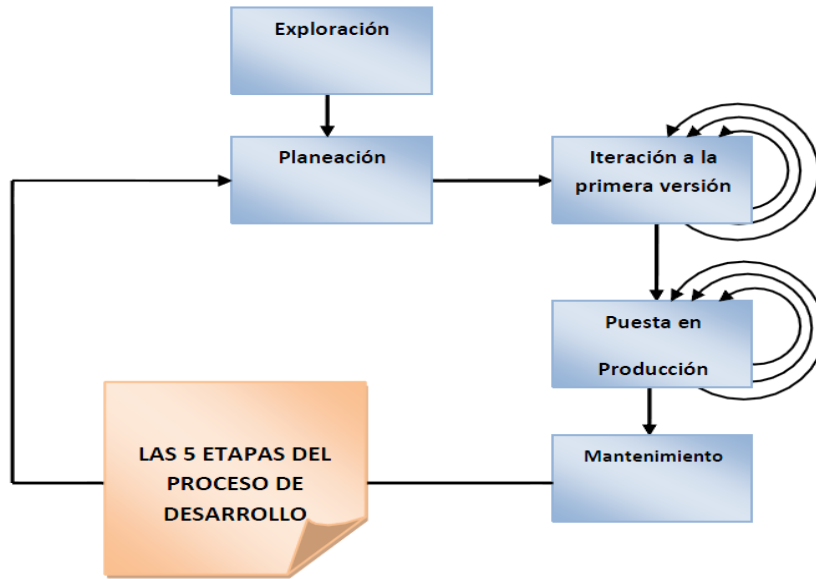 Exploración
Planeación
Iteración a la
primera versión
Puesta en
Producción
Mantenimiento
LAS 5 ETAPAS DEL
PROCESO DE
DESARROLLO